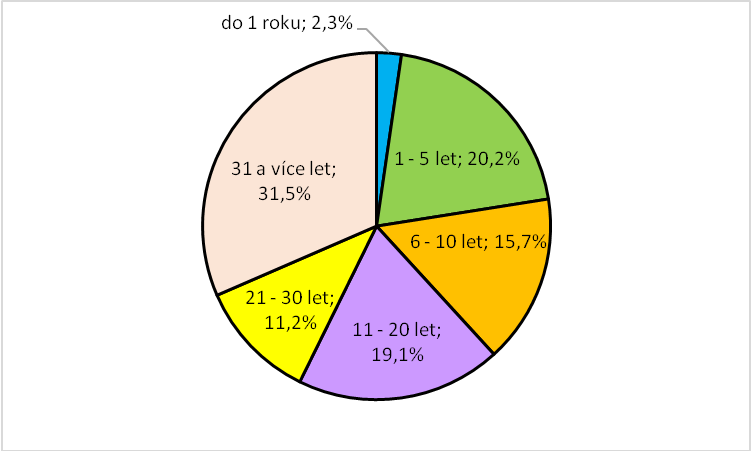 do 1 roku; 2,3%
1 - 5 let; 20,2%
6 - 10 let; 15,7%
11 - 20 let;
19,1%
21 - 30 let;
11,2%
31 a více let;
31,5%